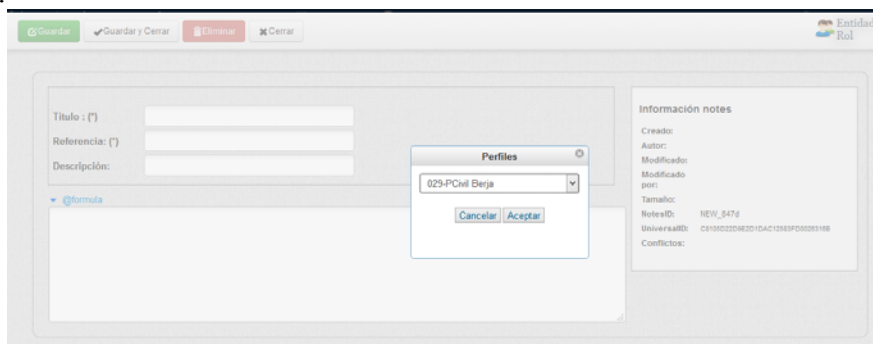 Guardar Guardar y Cerrar Eliminar Cerrar
Entidad
Rol
Titulo : (*)
Referencia: (*)
Descripción:
@formula
Perfiles
029-PCivil Berja
Cancelar Aceptar
Información notes
Creado:
Autor:
Modificado:
Modificado
por:
Tamaño:
NotesID: NEW_847d
UniversalID:
Conflictos: